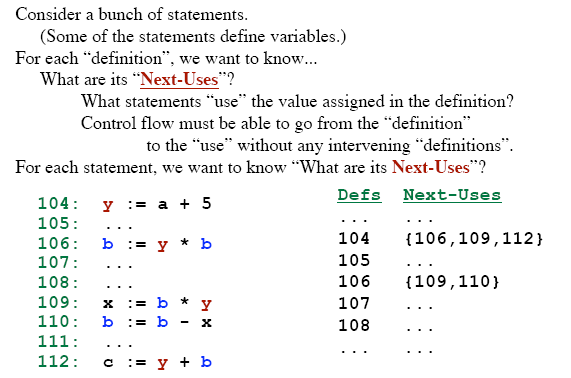 Consider a bunch of statements.
(Some of the statements define variables.)
For each “definition”, we want to know...
What are its “Next-Uses”?
What statements “use” the value assigned in the definition?
Control flow must be able to go from the “definition”
to the “use” without any intervening “definitions”.
For each statement, we want to know “What are its Next-Uses”?
104: y := a + 5
105: ...
106: b := y * b
107: ...
108: ...
109: x := b * y
110: b := b - x
111: ...
112: c := y + b
Defs Next-Uses
... ...
104 {106,109,112}
105 ...
106 {109,110}
107 ...
108 ...
... ...